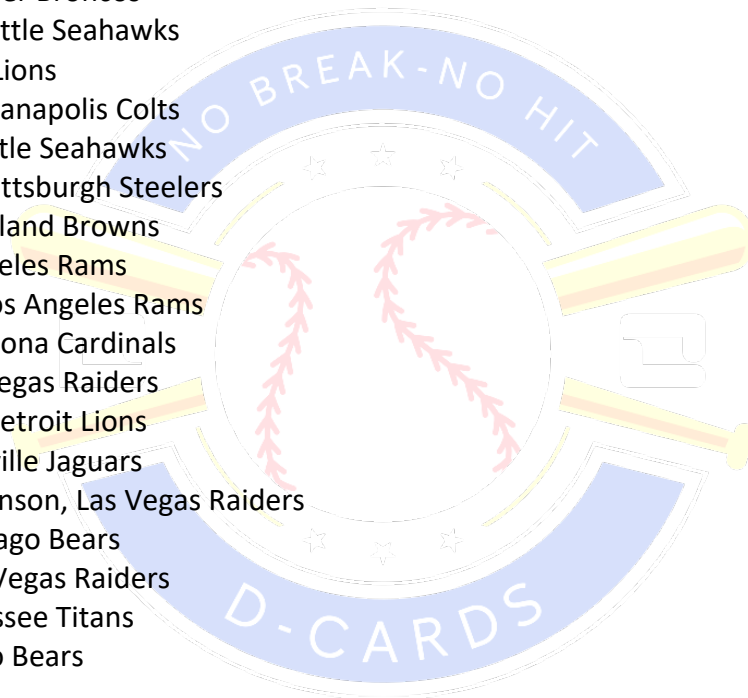 er Broncos
ttle Seahawks
Lions
anapolis Colts
tle Seahawks
ttsburgh Steelers
land Browns
eles Rams
os Angeles Rams
ona Cardinals
egas Raiders
etroit Lions
ville Jaguars
nson, Las Vegas Raiders
ago Bears
Vegas Raiders
ssee Titans
o Bears
NO BREAK-NO HIT
D-CARDS